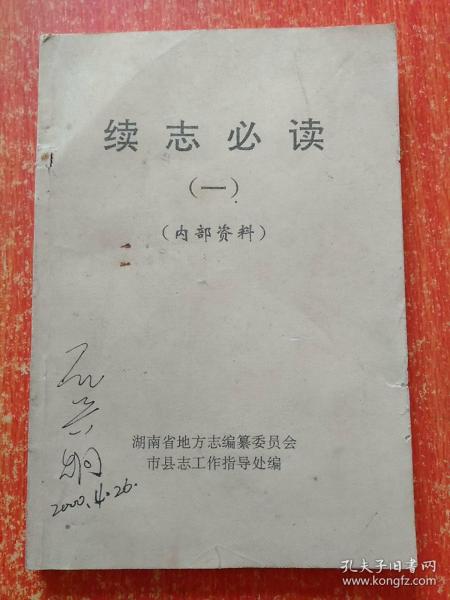 续志必读
（一）
（内部资料）
湖南省地方志编纂委员会
市县志工作指导处编
2000.4.26.
孔夫子旧书网
www.kongfz.com